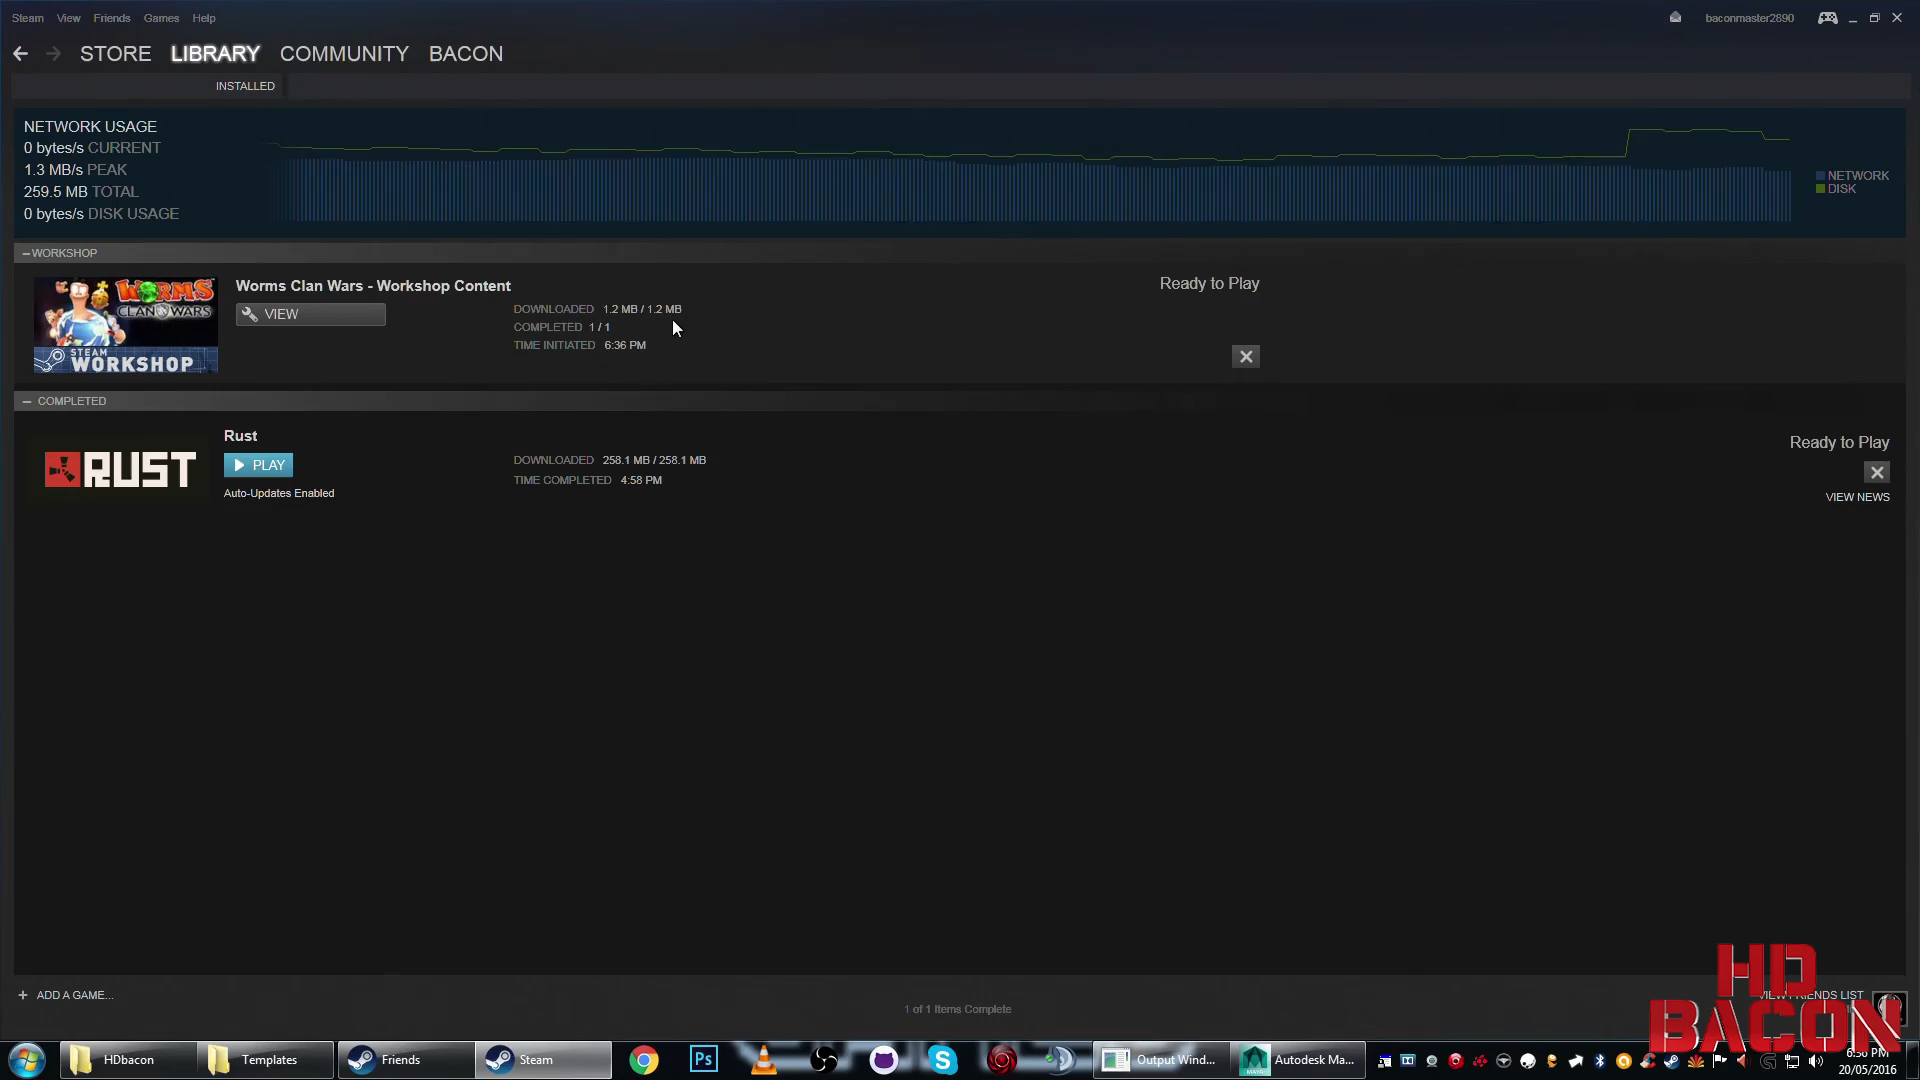 Steam View Friends Games Help
baconmaster2890
STORE LIBRARY COMMUNITY BACON
INSTALLED
NETWORK USAGE
0 bytes/s CURRENT
1.3 MB/s PEAK
259.5 MB TOTAL
0 bytes/s DISK USAGE
NETWORK
DISK
WORKSHOP
WORMS
CLAN WARS
STEAM
WORKSHOP
Worms Clan Wars - Workshop Content
VIEW
DOWNLOADED 1.2 MB / 1.2 MB
COMPLETED 1 / 1
TIME INITIATED 6:36 PM
Ready to Play
COMPLETED
RUST
Rust
PLAY
Auto-Updates Enabled
DOWNLOADED 258.1 MB / 258.1 MB
TIME COMPLETED 4:58 PM
Ready to Play
VIEW NEWS
+ ADD A GAME...
1 of 1 Items Complete
VIEW FRIENDS LIST
HD
BACON
HDbacon
Templates
Friends
Steam
Ps
Output Wind...
Autodesk Ma...
20/05/2016